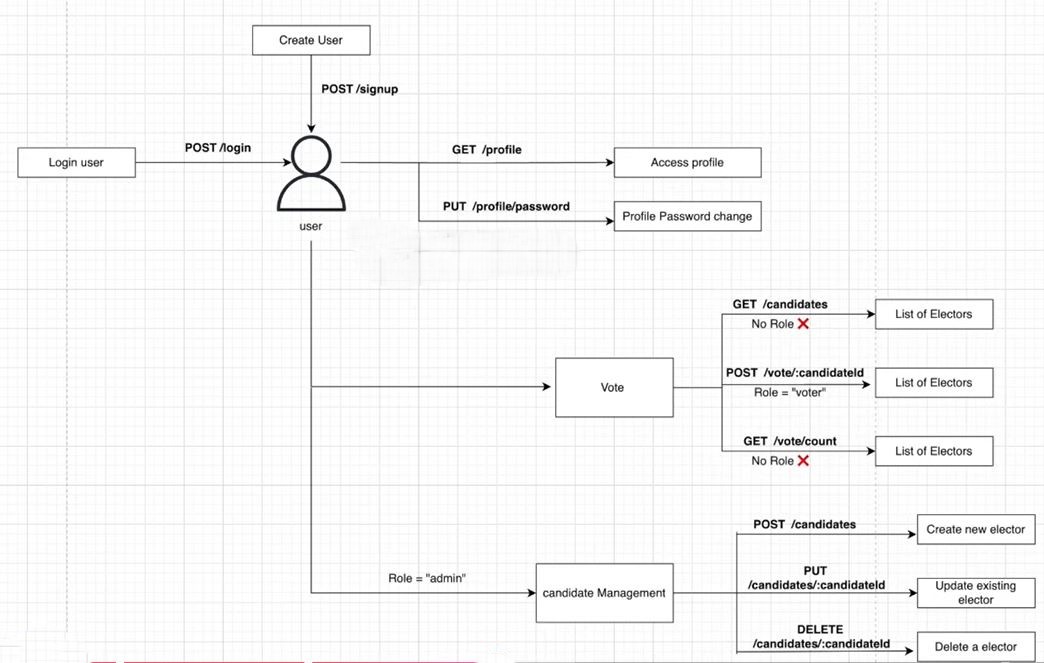 Create User
POST /signup
Login user
POST /login
user
GET /profile
Access profile
PUT /profile/password
Profile Password change
Vote
GET /candidates
No Role ❌
List of Electors
POST /vote/:candidateId
Role = "voter"
List of Electors
GET /vote/count
No Role ❌
List of Electors
Role = "admin"
candidate Management
POST /candidates
Create new elector
PUT
/candidates/:candidateId
Update existing
elector
DELETE
/candidates/:candidateId
Delete a elector